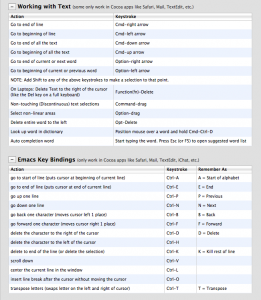 Working with Text (some only work in Cocoa apps like Safari, Mail, TextEdit, etc.)
Action Keystroke
Go to end of line Cmd-right arrow
Go to beginning of line Cmd-left arrow
Go to end of all the text Cmd-down arrow
Go to beginning of all the text Cmd-up arrow
Go to end of current or next word Option-right arrow
Go to beginning of current or previous word Option-left arrow
NOTE: Add Shift to any of the above keystrokes to make a selection to that point.
On Laptop: Delete Text to the right of the cursor Function(fn)-Delete
(like the Del key on a full keyboard)
Non-touching (Discontinuous) text selections Command-drag
Select non-linear areas Option-drag
Delete entire word to the left Opt-Delete
Look up word in dictionary Position mouse over a word and hold Cmd-Ctrl-D
Auto completion word Start typing the word. Press Esc (or F5) to open suggested word list
Emacs Key Bindings (only work in Cocoa apps like Safari, Mail, TextEdit, iChat, etc.)
Action Keystroke Remember As
go to start of line (puts cursor at beginning of current line) Ctrl-A A = Start of alphabet
go to end of line (puts cursor at end of current line) Ctrl-E E = End
go up one line Ctrl-P P = Previous
go down one line Ctrl-N N = Next
go back one character (moves cursor left 1 place) Ctrl-B B = Back
go forward one character (moves cursor right 1 place) Ctrl-F F = Forward
delete the character to the right of the cursor Ctrl-D D = Delete
delete the character to the left of the cursor Ctrl-H
delete to end of the line (or delete the selection) Ctrl-K K = Kill rest of line
scroll down Ctrl-V
center the current line in the window Ctrl-L
insert line break after the cursor without moving the cursor Ctrl-O
transpose letters (swaps letter on the left and right of cursor) Ctrl-T T = Transpose